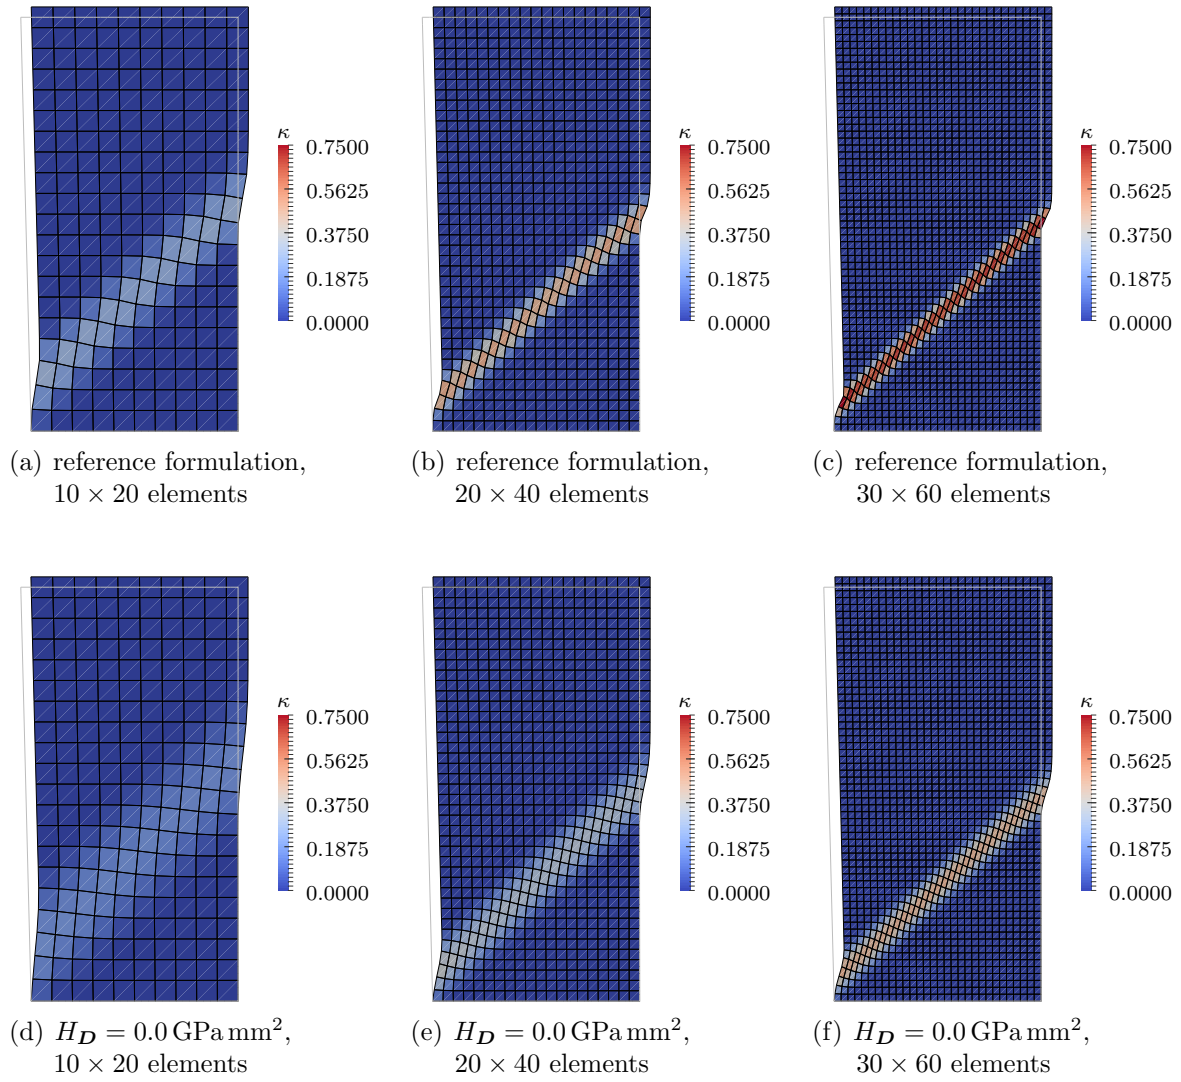 κ κ κ
0.7500 0.7500 0.7500
0.5625 0.5625 0.5625
0.3750 0.3750 0.3750
0.1875 0.1875 0.1875
0.0000 0.0000 0.0000
(a) reference formulation, (b) reference formulation, (c) reference formulation,
10 × 20 elements 20 × 40 elements 30 × 60 elements
κ κ κ
0.7500 0.7500 0.7500
0.5625 0.5625 0.5625
0.3750 0.3750 0.3750
0.1875 0.1875 0.1875
0.0000 0.0000 0.0000
(d) H_D = 0.0 GPa mm², (e) H_D = 0.0 GPa mm², (f) H_D = 0.0 GPa mm²,
10 × 20 elements 20 × 40 elements 30 × 60 elements